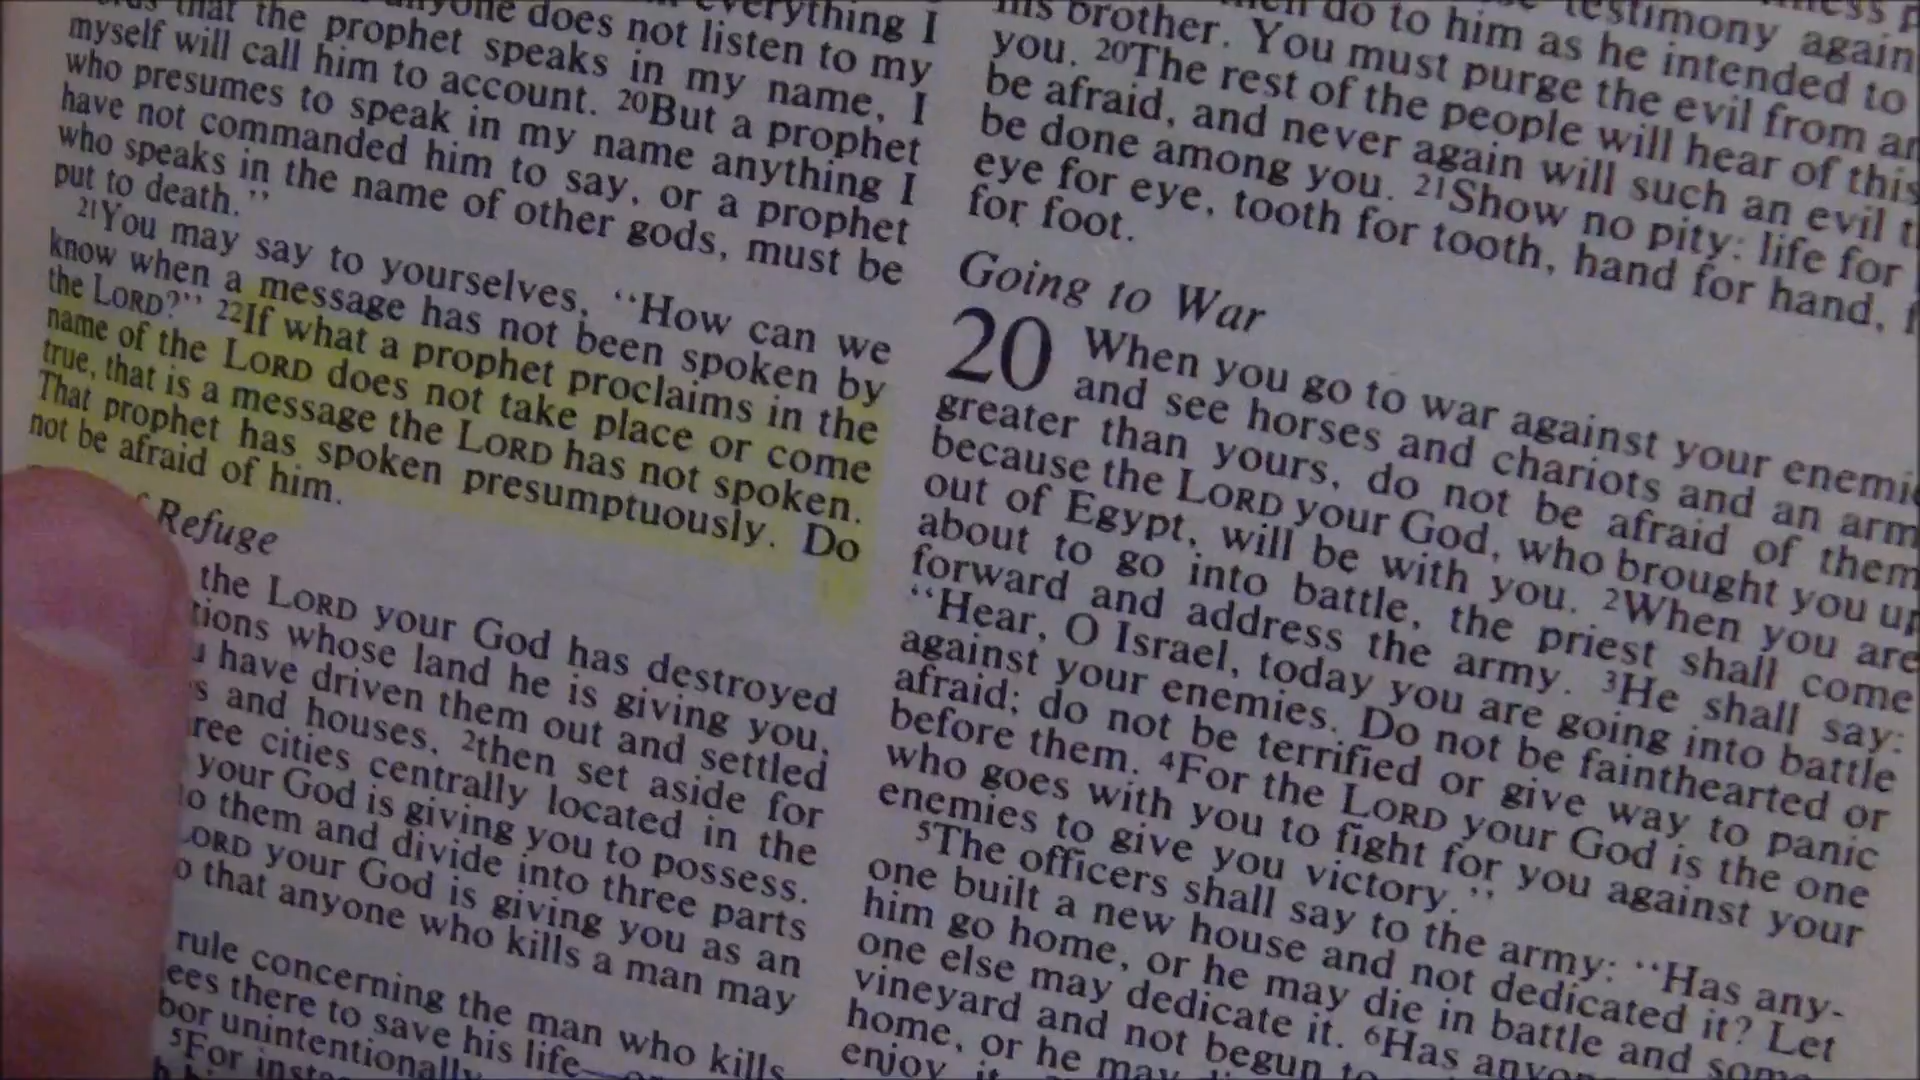 that the prophet speaks in my name, I
myself will call him to account. 20But a prophet
who presumes to speak in my name anything I
have not commanded him to say, or a prophet
who speaks in the name of other gods, must be
put to death."
21You may say to yourselves, "How can we
know when a message has not been spoken by
the LORD?" 22If what a prophet proclaims in the
name of the LORD does not take place or come
true, that is a message the LORD has not spoken.
That prophet has spoken presumptuously. Do
not be afraid of him.
Refuge
the LORD your God has destroyed
tions whose land he is giving you,
have driven them out and settled
s and houses, 2then set aside for
ree cities centrally located in the
your God is giving you to possess.
to them and divide into three parts
LORD your God is giving you as an
that anyone who kills a man may
rule concerning the man who kills
ees there to save his life—
bor unintentionally
5For insta
his brother. You must purge the evil from
you. 20The rest of the people will hear of this
be afraid, and never again will such an evil
be done among you. 21Show no pity: life for
eye for eye, tooth for tooth, hand for hand,
for foot.
Going to War
20 When you go to war against your enemi
and see horses and chariots and an arm
greater than yours, do not be afraid of them
because the LORD your God, who brought you up
out of Egypt, will be with you. 2When you are
about to go into battle, the priest shall come
forward and address the army. 3He shall say:
"Hear, O Israel, today you are going into battle
against your enemies. Do not be fainthearted or
afraid; do not be terrified or give way to panic
before them. 4For the LORD your God is the one
who goes with you to fight for you against your
enemies to give you victory."
5The officers shall say to the army: "Has any-
one built a new house and not dedicated it? Let
him go home, or he may die in battle and some
one else may dedicate it. 6Has anyon
vineyard and not begun to
home, or he may
enjoy it.